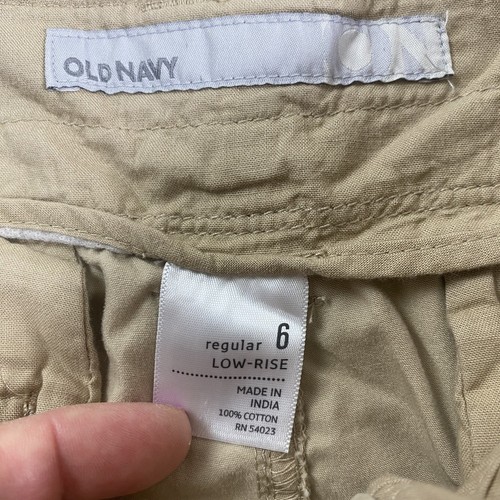 OLD NAVY
ON
regular 6
LOW-RISE
MADE IN
INDIA
100% COTTON
RN 54023